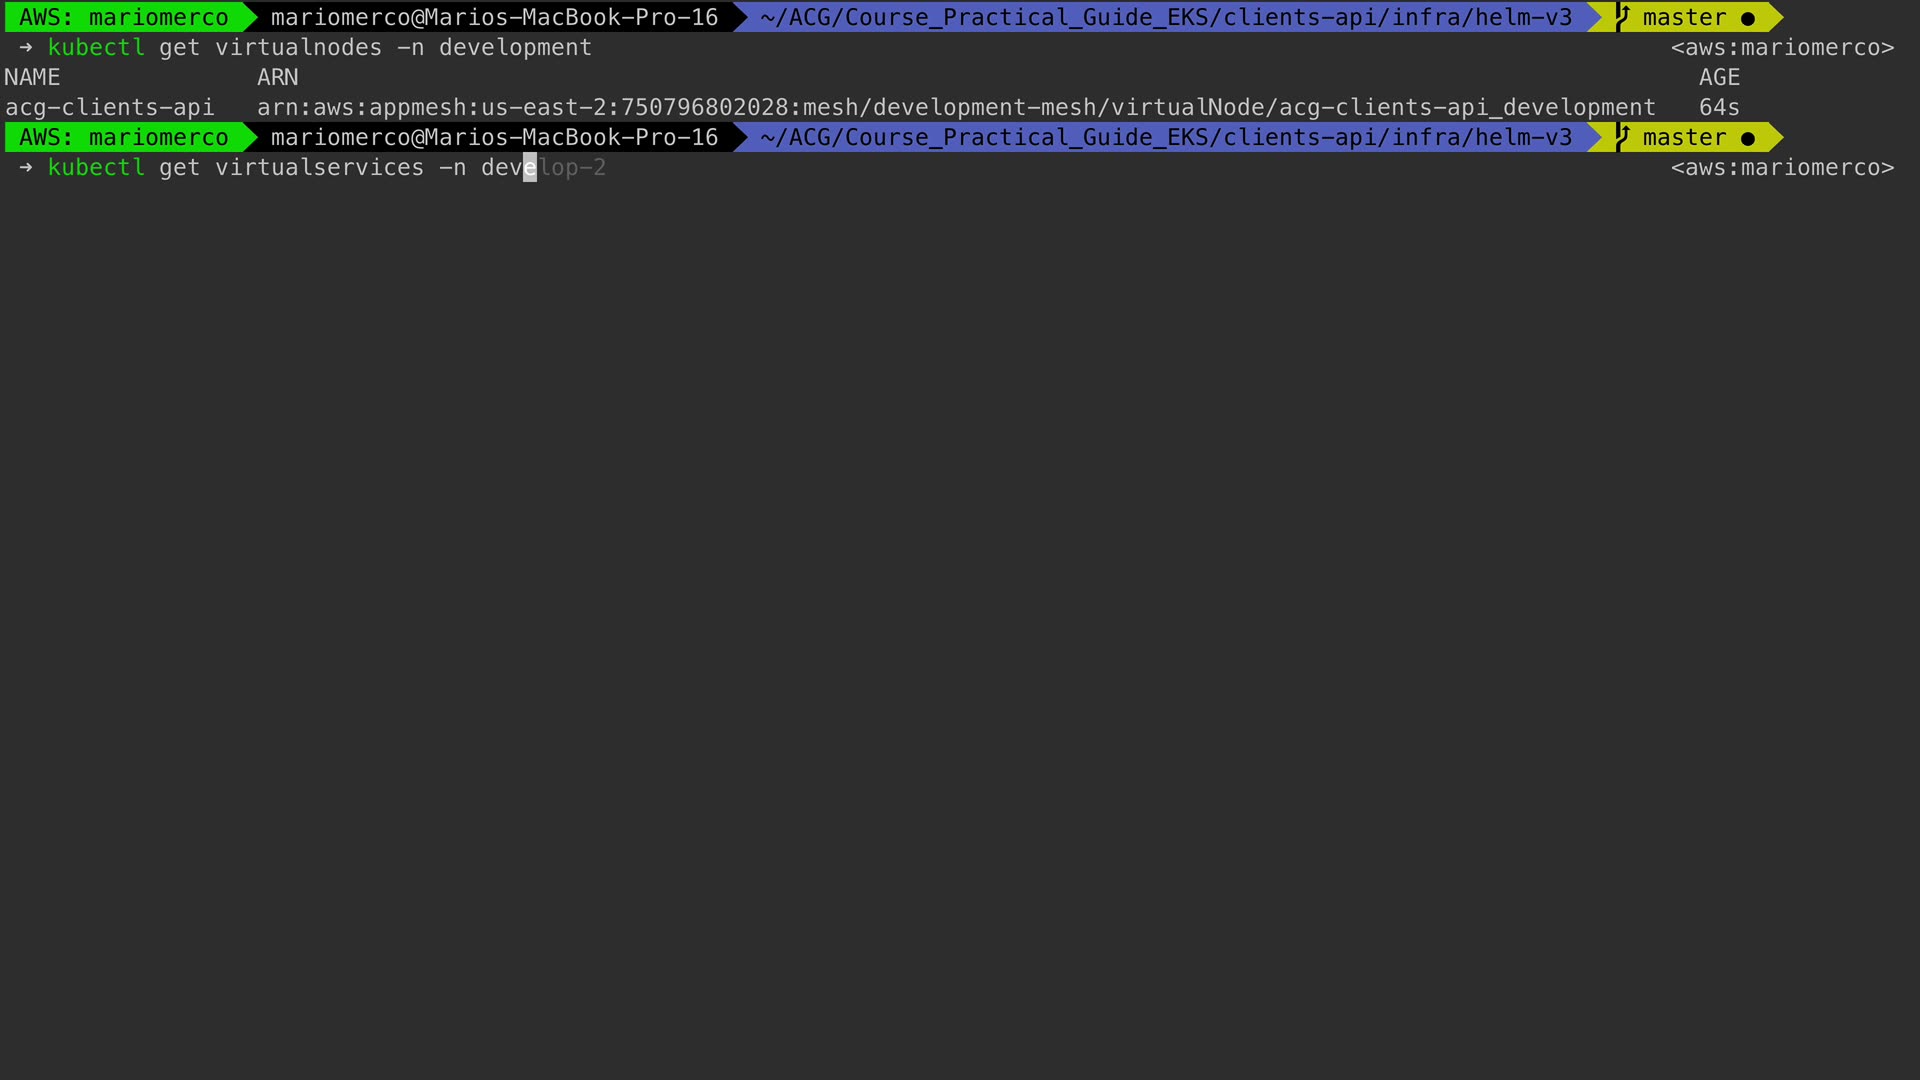 AWS: mariomerco mariomerco@Marios-MacBook-Pro-16 ~/ACG/Course_Practical_Guide_EKS/clients-api/infra/helm-v3 master ●
→ kubectl get virtualnodes -n development <aws:mariomerco>
NAME ARN AGE
acg-clients-api arn:aws:appmesh:us-east-2:750796802028:mesh/development-mesh/virtualNode/acg-clients-api_development 64s
AWS: mariomerco mariomerco@Marios-MacBook-Pro-16 ~/ACG/Course_Practical_Guide_EKS/clients-api/infra/helm-v3 master ●
→ kubectl get virtualservices -n develop-2 <aws:mariomerco>